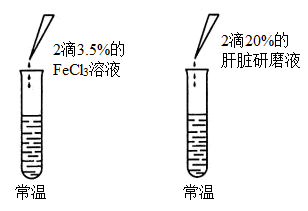 2滴3.5%的
FeCl₃溶液
常温
2滴20%的
肝脏研磨液
常温